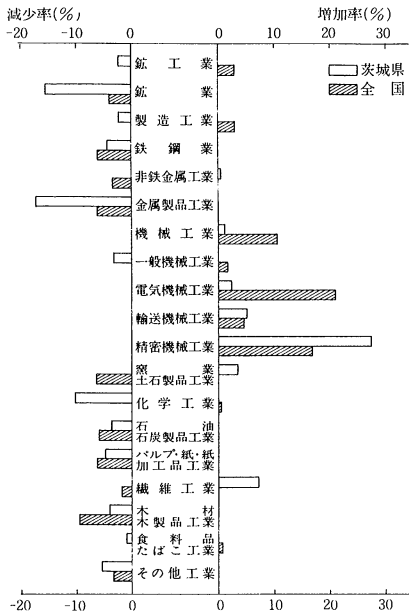 減少率(%) 増加率(%)
-20 -10 0 0 10 20 30
茨城県
全国
鉱工業
鉱業
製造工業
鉄鋼業
非鉄金属工業
金属製品工業
機械工業
一般機械工業
電気機械工業
輸送機械工業
精密機械工業
窯業
土石製品工業
化学工業
石油
石炭製品工業
パルプ・紙・紙
加工品工業
繊維工業
木材
木製品工業
食料品
たばこ工業
その他工業
-20 -10 0 0 10 20 30